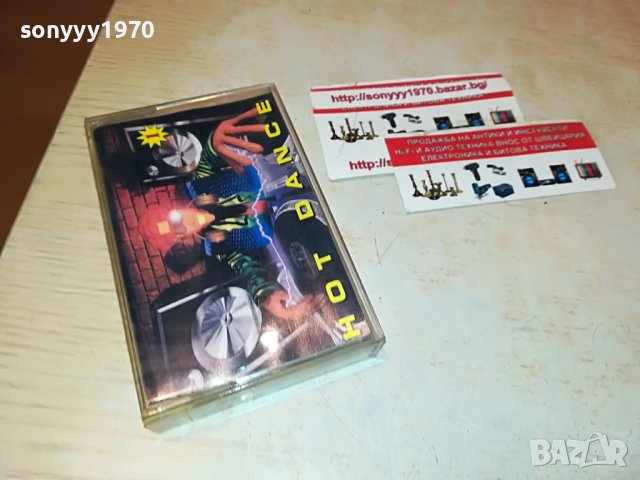 sonyyy1970
http://sonyyy1970.bazar.bg/
ПРОДАЖБА НА АНТИКИ И ИНСТРУМЕНТИ
Hi-Fi И АУДИО ТЕХНИКА ВНОС ОТ ШВЕЙЦАРИЯ
ЕЛЕКТРОНИКА И БИТОВА ТЕХНИКА
http://s
HOT DANCE
BAZAR